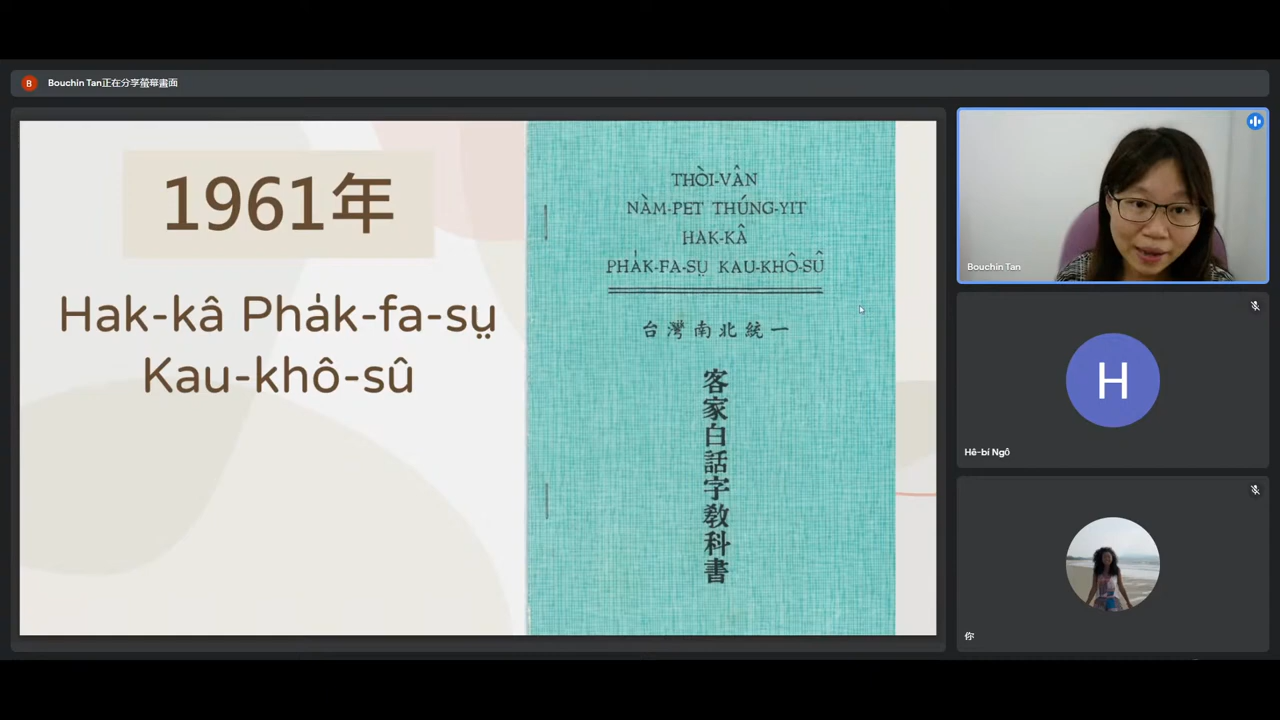 B
Bouchin Tan正在分享螢幕畫面
1961年
Hak-kâ Pha̍k-fa-sṳ
Kau-khô-sû
THÒI-VÂN
NÀM-PET THÚNG-YIT
HAK-KÂ
PHA̍K-FA-SṲ KAU-KHÔ-SÛ
台灣南北統一
客家白話字教科書
Bouchin Tan
H
Hê-bí Ngô͘
你